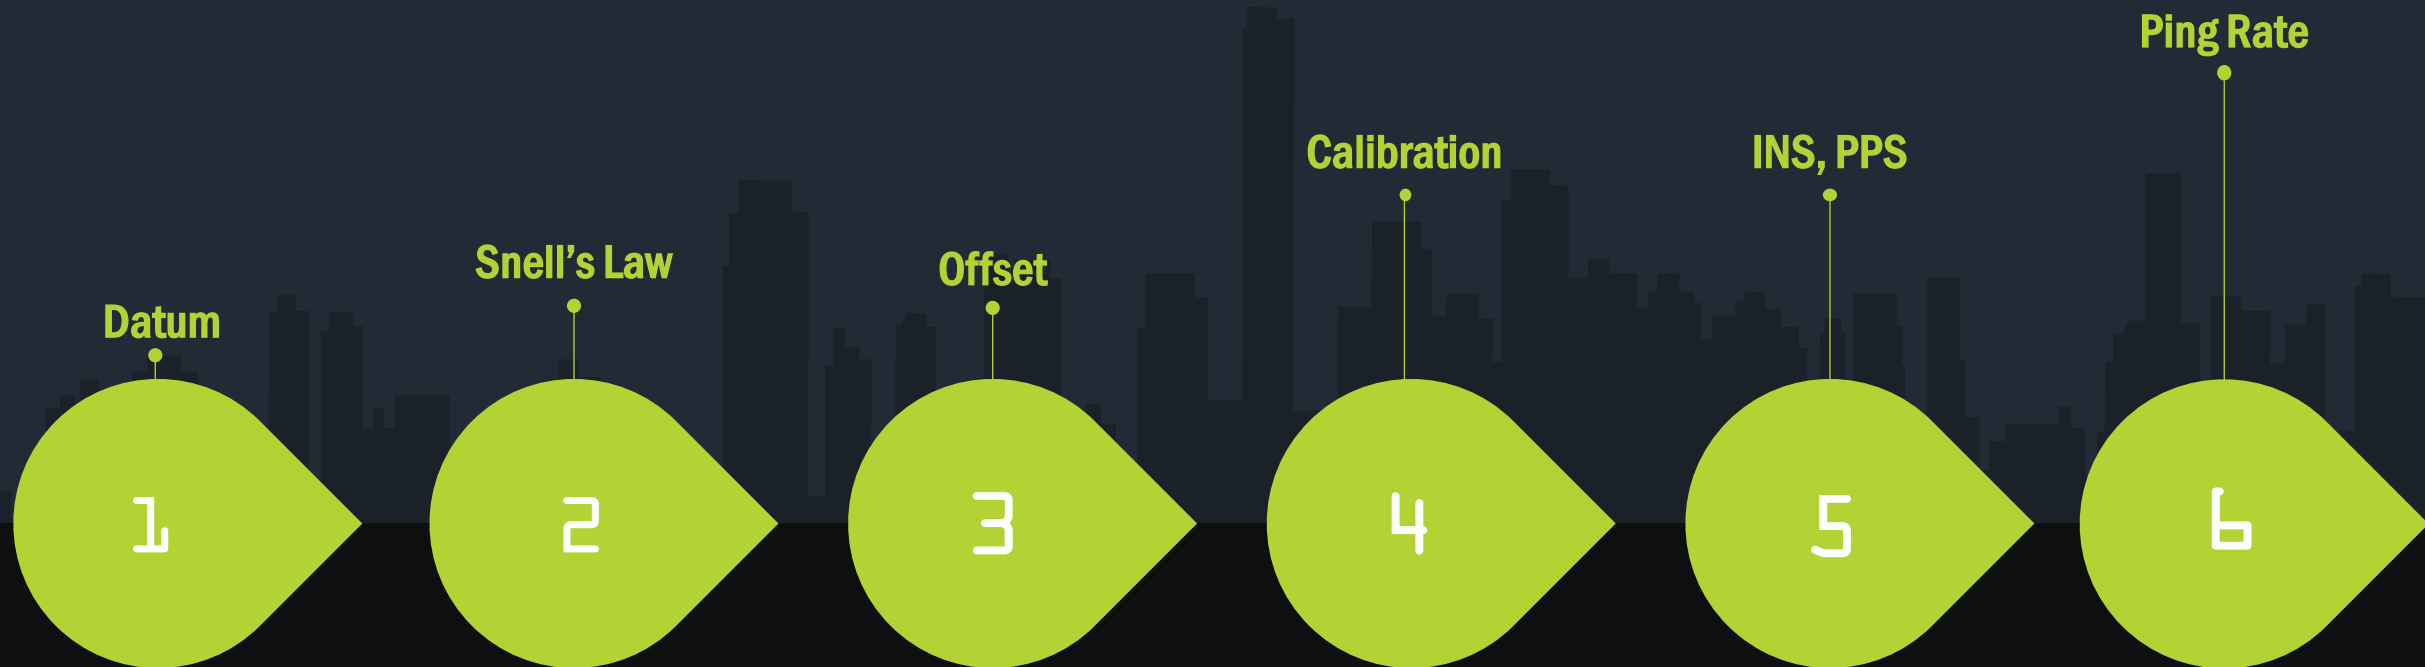 Datum
Snell’s Law
Offset
Calibration
INS, PPS
Ping Rate
1
2
3
4
5
6